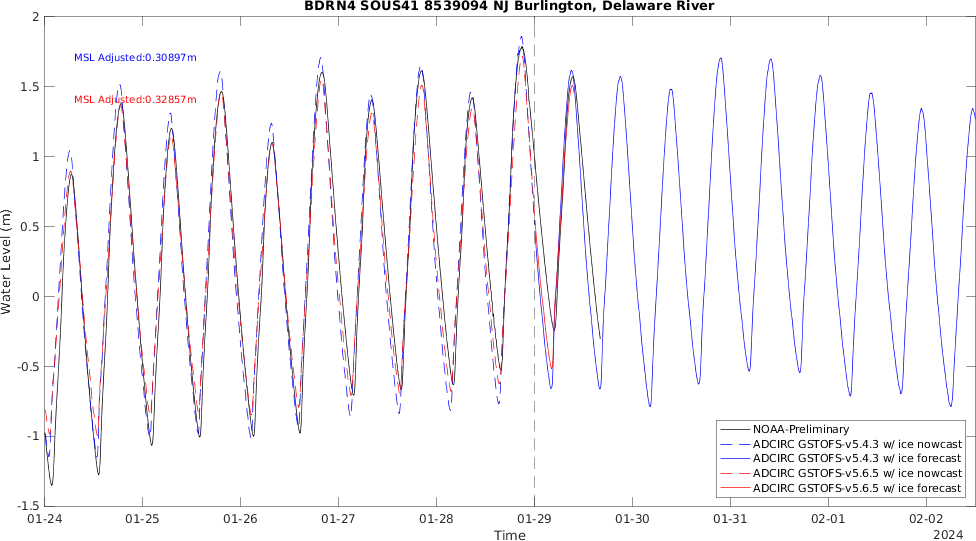 BDRN4 SOUS41 8539094 NJ Burlington, Delaware River
MSL Adjusted:0.30897m
MSL Adjusted:0.32857m
Water Level (m)
2
1.5
1
0.5
0
-0.5
-1
-1.5
NOAA-Preliminary
ADCIRC GSTOFS-v5.4.3 w/ ice nowcast
ADCIRC GSTOFS-v5.4.3 w/ ice forecast
ADCIRC GSTOFS-v5.6.5 w/ ice nowcast
ADCIRC GSTOFS-v5.6.5 w/ ice forecast
01-24 01-25 01-26 01-27 01-28 01-29 01-30 01-31 02-01 02-02
Time
2024